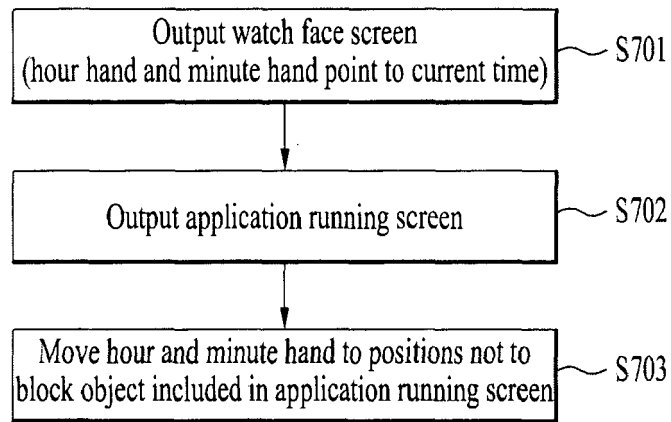 Output watch face screen
(hour hand and minute hand point to current time)
S701
Output application running screen
S702
Move hour and minute hand to positions not to
block object included in application running screen
S703